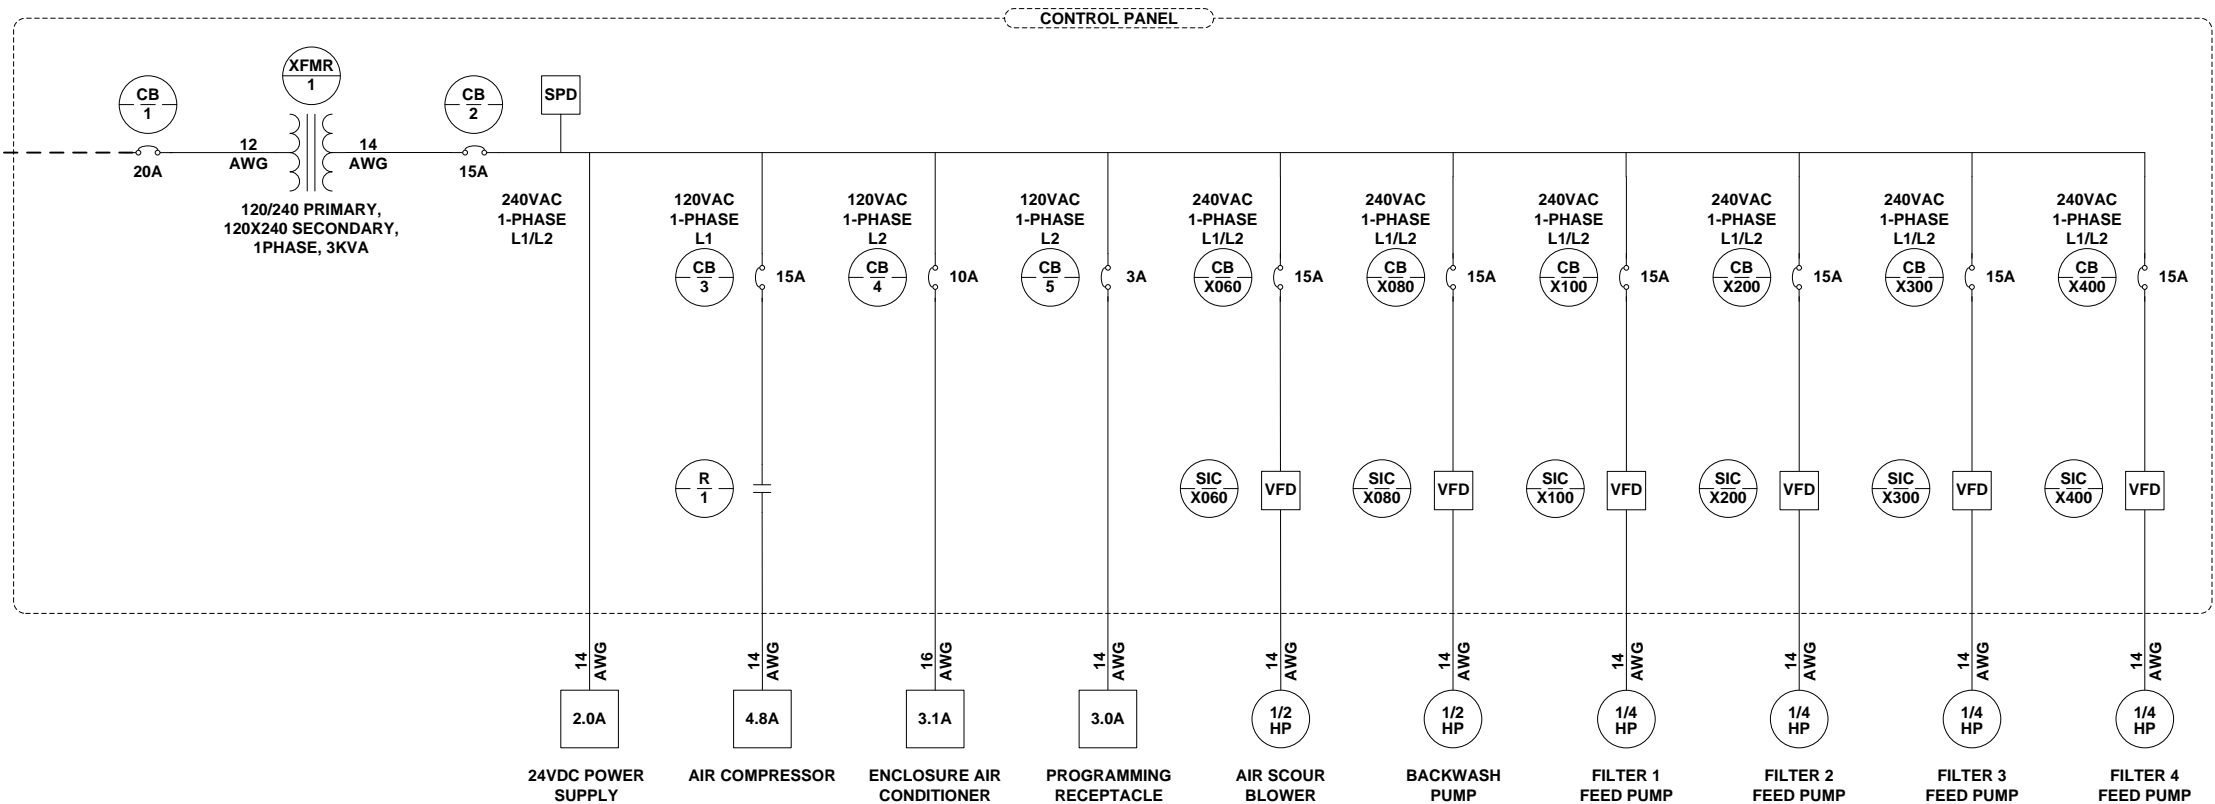 CONTROL PANEL
XFMR
1
CB
1
CB
2
SPD
12
AWG
14
AWG
20A
15A
120/240 PRIMARY,
120X240 SECONDARY,
1PHASE, 3KVA
240VAC
1-PHASE
L1/L2
120VAC
1-PHASE
L1
120VAC
1-PHASE
L2
120VAC
1-PHASE
L2
240VAC
1-PHASE
L1/L2
240VAC
1-PHASE
L1/L2
240VAC
1-PHASE
L1/L2
240VAC
1-PHASE
L1/L2
240VAC
1-PHASE
L1/L2
240VAC
1-PHASE
L1/L2
CB
3
15A
CB
4
10A
CB
5
3A
CB
X060
15A
CB
X080
15A
CB
X100
15A
CB
X200
15A
CB
X300
15A
CB
X400
15A
R
1
SIC
X060
VFD
SIC
X080
VFD
SIC
X100
VFD
SIC
X200
VFD
SIC
X300
VFD
SIC
X400
VFD
14
AWG
14
AWG
16
AWG
14
AWG
14
AWG
14
AWG
14
AWG
14
AWG
14
AWG
14
AWG
2.0A
4.8A
3.1A
3.0A
1/2
HP
1/2
HP
1/4
HP
1/4
HP
1/4
HP
1/4
HP
24VDC POWER
SUPPLY
AIR COMPRESSOR
ENCLOSURE AIR
CONDITIONER
PROGRAMMING
RECEPTACLE
AIR SCOUR
BLOWER
BACKWASH
PUMP
FILTER 1
FEED PUMP
FILTER 2
FEED PUMP
FILTER 3
FEED PUMP
FILTER 4
FEED PUMP